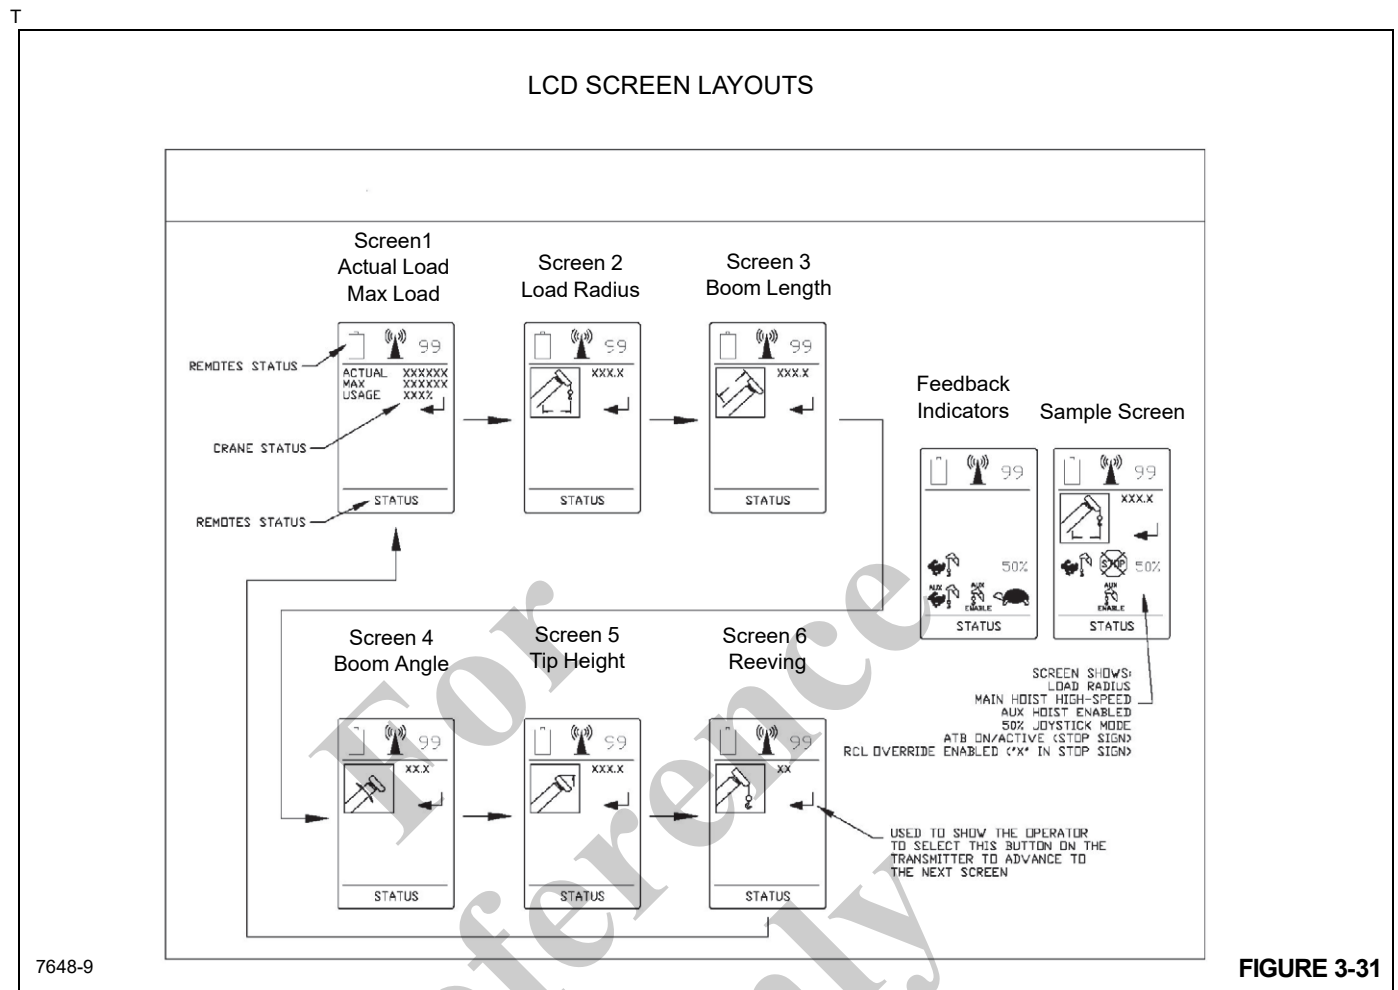 T
LCD SCREEN LAYOUTS
Screen1
Actual Load
Max Load
Screen 2
Load Radius
Screen 3
Boom Length
99
ACTUAL XXXXXX
MAX XXXXXX
USAGE XXX%
STATUS
REMOTES STATUS
CRANE STATUS
REMOTES STATUS
99
XXX.X
STATUS
99
XXX.X
STATUS
Feedback
Indicators
99
50%
AUX
AUX
ENABLE
STATUS
Sample Screen
99
XXX.X
STOP
50%
AUX
ENABLE
STATUS
SCREEN SHOWS:
LOAD RADIUS
MAIN HOIST HIGH-SPEED
AUX HOIST ENABLED
50% JOYSTICK MODE
ATB ON/ACTIVE (STOP SIGN)
RCL OVERRIDE ENABLED ("X" IN STOP SIGN)
Screen 4
Boom Angle
Screen 5
Tip Height
Screen 6
Reeving
99
XX.X
STATUS
99
XXX.X
STATUS
99
XX
STATUS
USED TO SHOW THE OPERATOR
TO SELECT THIS BUTTON ON THE
TRANSMITTER TO ADVANCE TO
THE NEXT SCREEN
For
7648-9
FIGURE 3-31